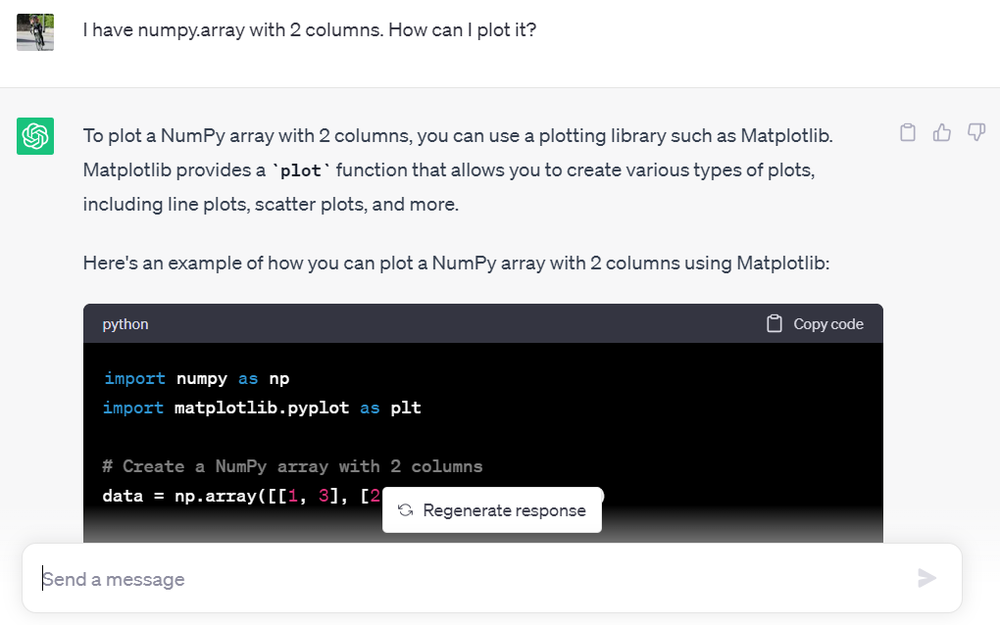 I have numpy.array with 2 columns. How can I plot it?
To plot a NumPy array with 2 columns, you can use a plotting library such as Matplotlib.
Matplotlib provides a `plot` function that allows you to create various types of plots,
including line plots, scatter plots, and more.
Here's an example of how you can plot a NumPy array with 2 columns using Matplotlib:
python
Copy code
import numpy as np
import matplotlib.pyplot as plt
# Create a NumPy array with 2 columns
data = np.array([[1, 3], [2
Regenerate response
Send a message